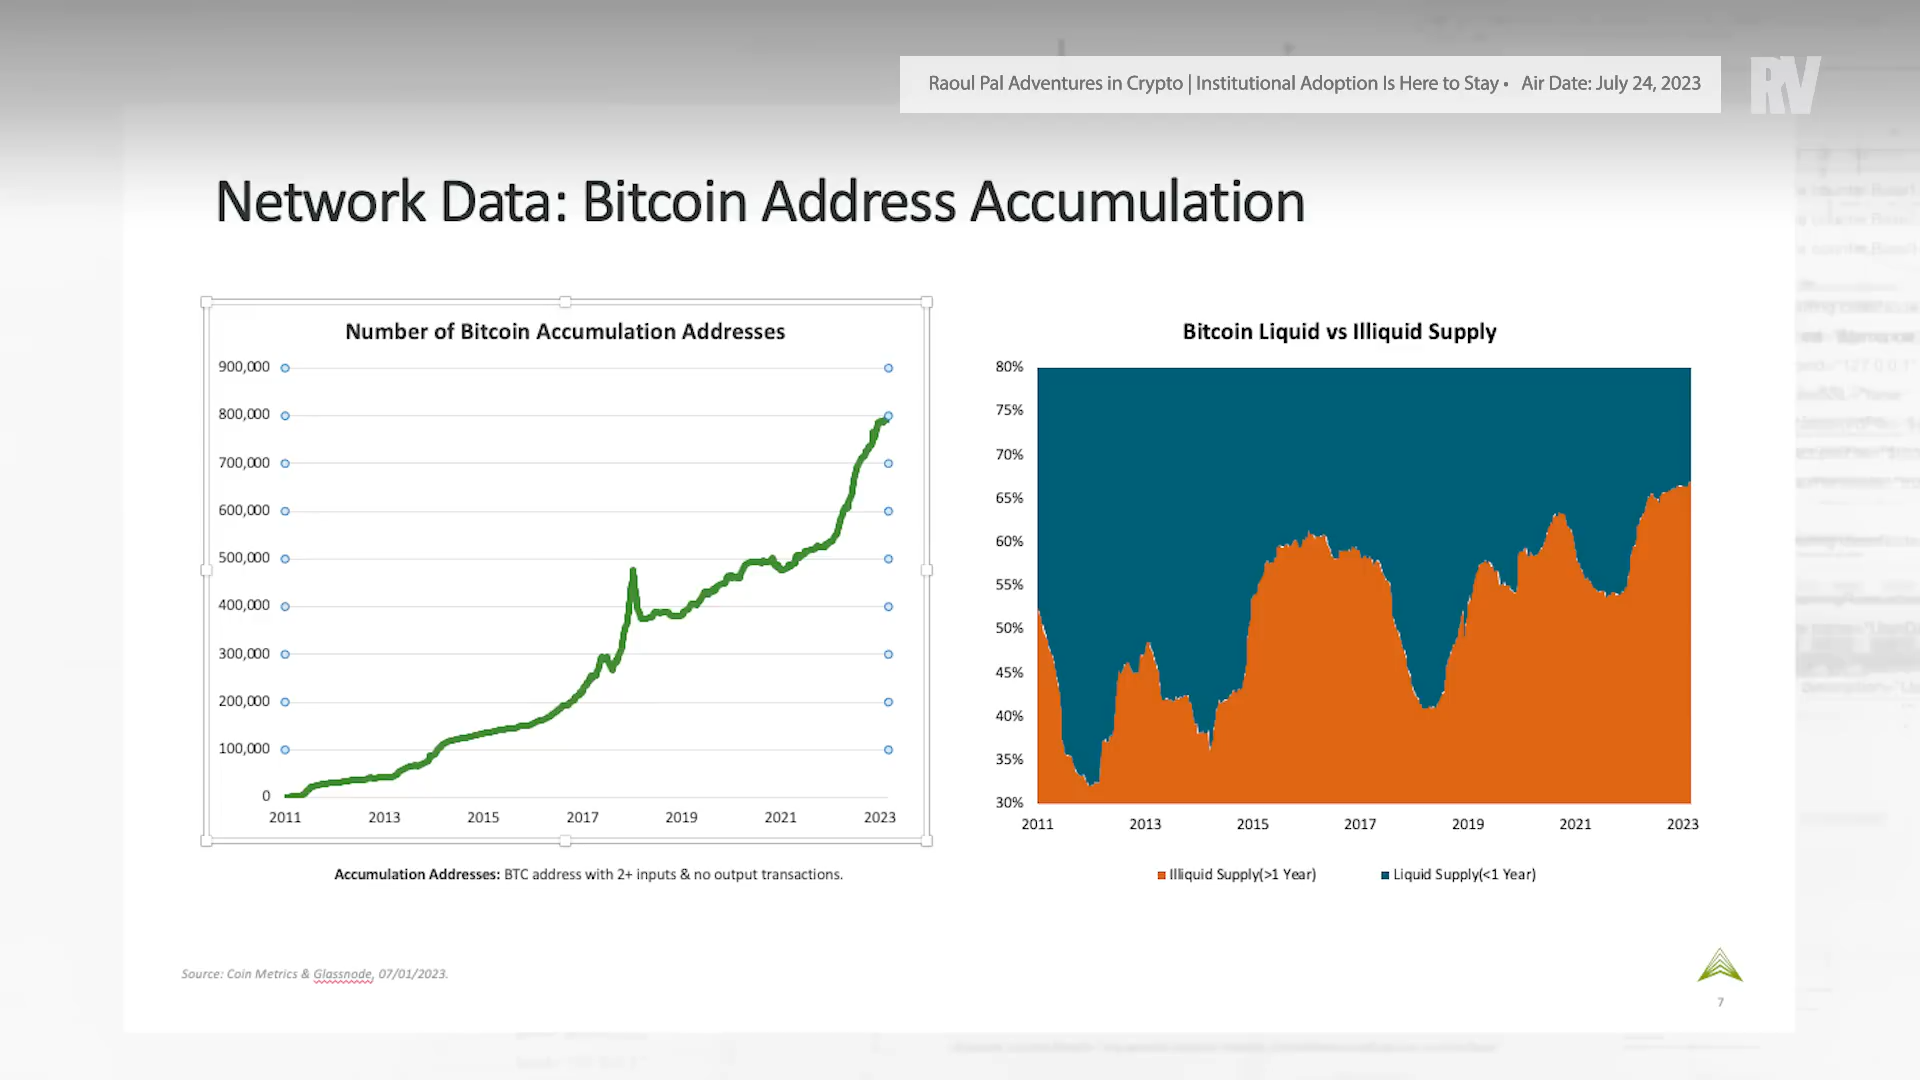 Raoul Pal Adventures in Crypto | Institutional Adoption Is Here to Stay • Air Date: July 24, 2023
RV
Network Data: Bitcoin Address Accumulation
Number of Bitcoin Accumulation Addresses
900,000
800,000
700,000
600,000
500,000
400,000
300,000
200,000
100,000
0
2011 2013 2015 2017 2019 2021 2023
Accumulation Addresses: BTC address with 2+ inputs & no output transactions.
Bitcoin Liquid vs Illiquid Supply
80%
75%
70%
65%
60%
55%
50%
45%
40%
35%
30%
2011 2013 2015 2017 2019 2021 2023
Illiquid Supply(>1 Year) Liquid Supply(<1 Year)
Source: Coin Metrics & Glassnode, 07/01/2023.
7